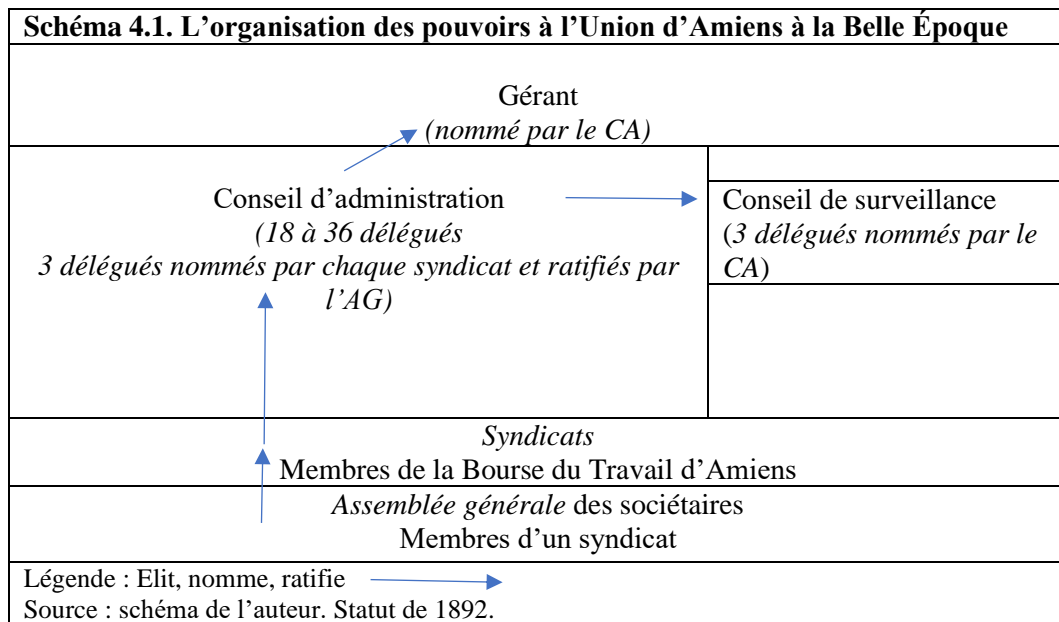 Schéma 4.1. L’organisation des pouvoirs à l’Union d’Amiens à la Belle Époque
Gérant
(nommé par le CA)
Conseil d’administration
(18 à 36 délégués
3 délégués nommés par chaque syndicat et ratifiés par
l’AG)
Conseil de surveillance
(3 délégués nommés par le
CA)
Syndicats
Membres de la Bourse du Travail d’Amiens
Assemblée générale des sociétaires
Membres d’un syndicat
Légende : Elit, nomme, ratifie
Source : schéma de l’auteur. Statut de 1892.